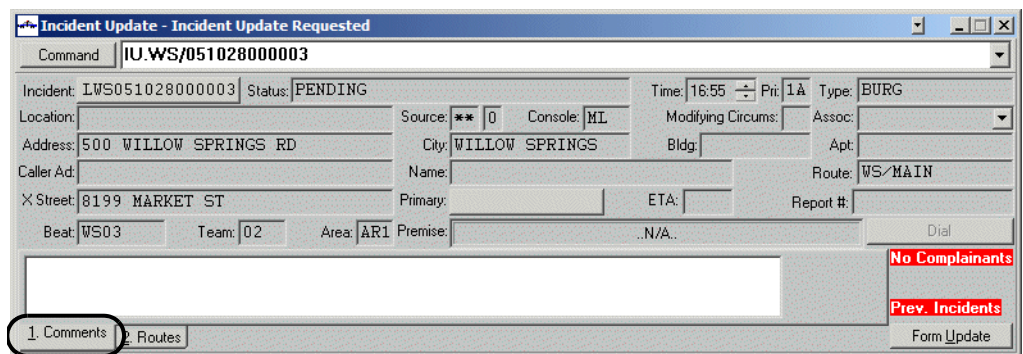 Incident Update - Incident Update Requested
Command IU.WS/051028000003
Incident: LWS051028000003 Status: PENDING Time: 16:55 Pri: 1A Type: BURG
Location: Source: ** 0 Console: ML Modifying Circums: Assoc:
Address: 500 WILLOW SPRINGS RD City: WILLOW SPRINGS Bldg: Apt:
Caller Ad: Name: Route: WS/MAIN
X Street: 8199 MARKET ST Primary: ETA: Report #:
Beat: WS03 Team: 02 Area: AR1 Premise: ..N/A.. Dial
No Complainants
Prev. Incidents
1. Comments 2. Routes Form Update